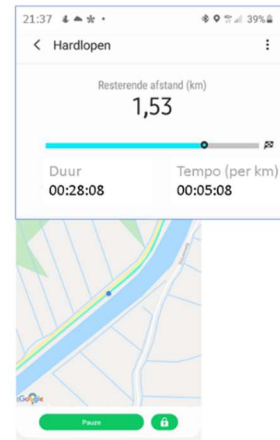 21:37
39%
Hardlopen
Resterende afstand (km)
1,53
Duur
Tempo (per km)
00:28:08
00:05:08
Google
Pauze